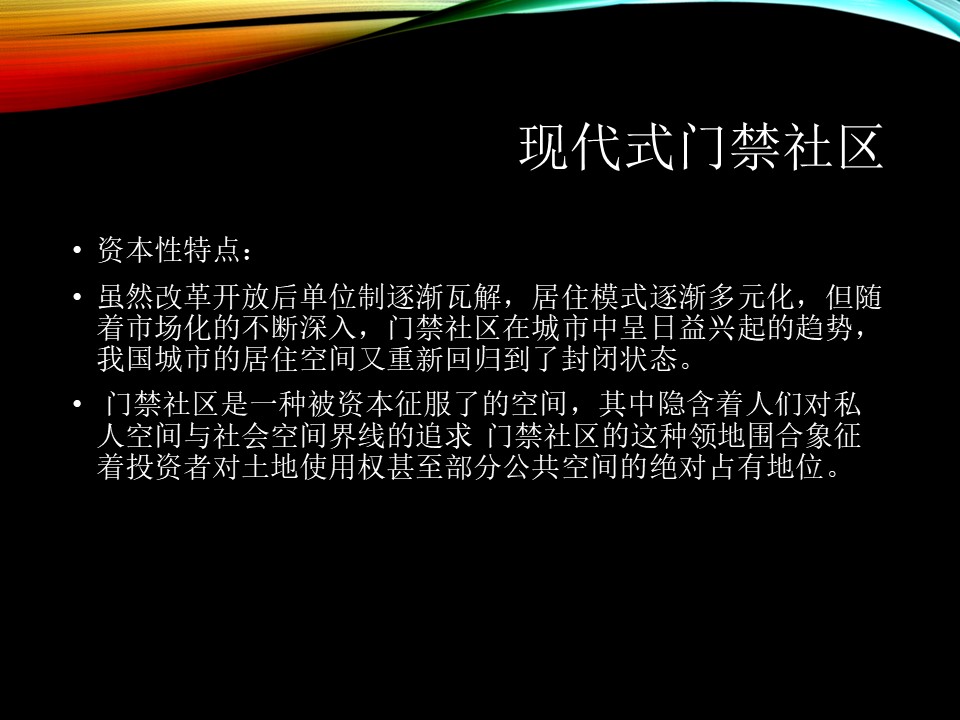 现代式门禁社区
• 资本性特点：
• 虽然改革开放后单位制逐渐瓦解，居住模式逐渐多元化，但随
着市场化的不断深入，门禁社区在城市中呈日益兴起的趋势，
我国城市的居住空间又重新回归到了封闭状态。
• 门禁社区是一种被资本征服了的空间，其中隐含着人们对私
人空间与社会空间界线的追求 门禁社区的这种领地围合象征
着投资者对土地使用权甚至部分公共空间的绝对占有地位。